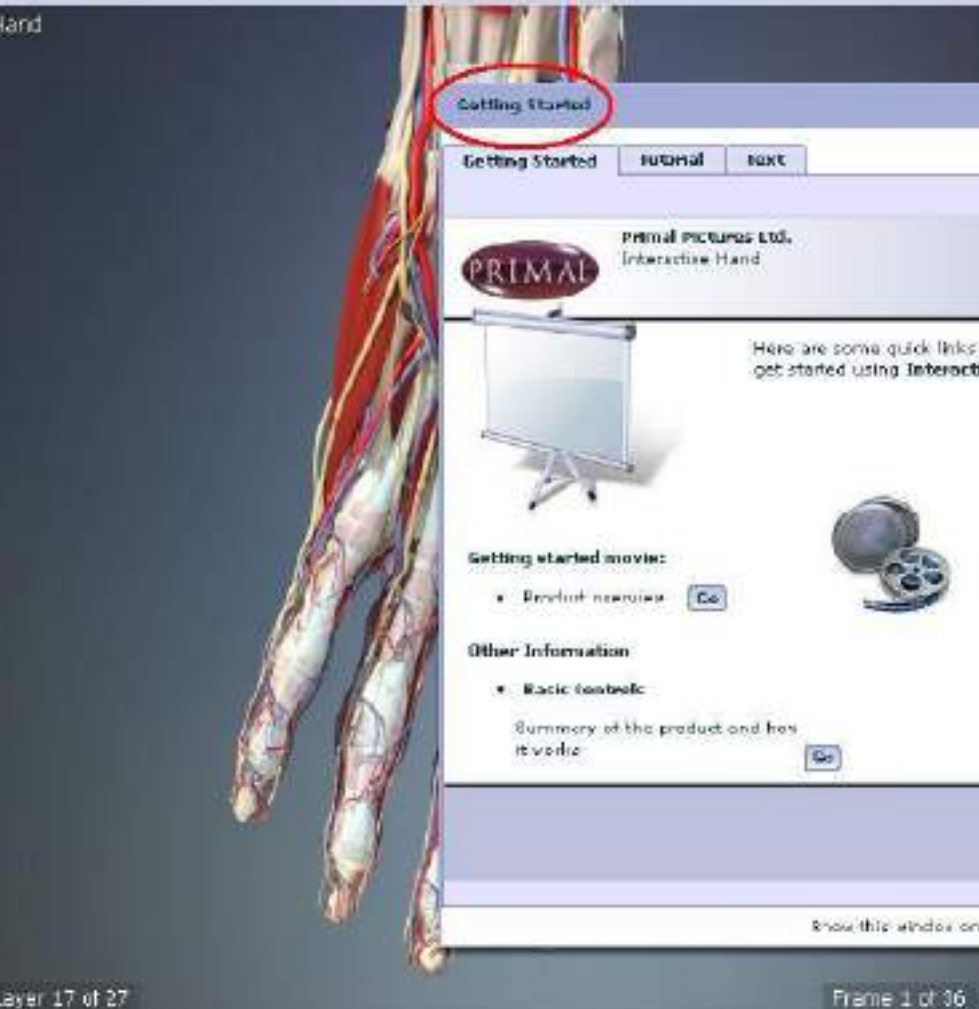 Hand
Getting Started
Getting Started Tutorial Text
Primal Pictures Ltd.
Interactive Hand
PRIMAL
Here are some quick links
get started using Interacti
Getting started movie:
• Product overview Go
Other Information
• Basic Controls
Summary of the product and how
it works Go
Show this window on
Layer 17 of 27
Frame 1 of 36